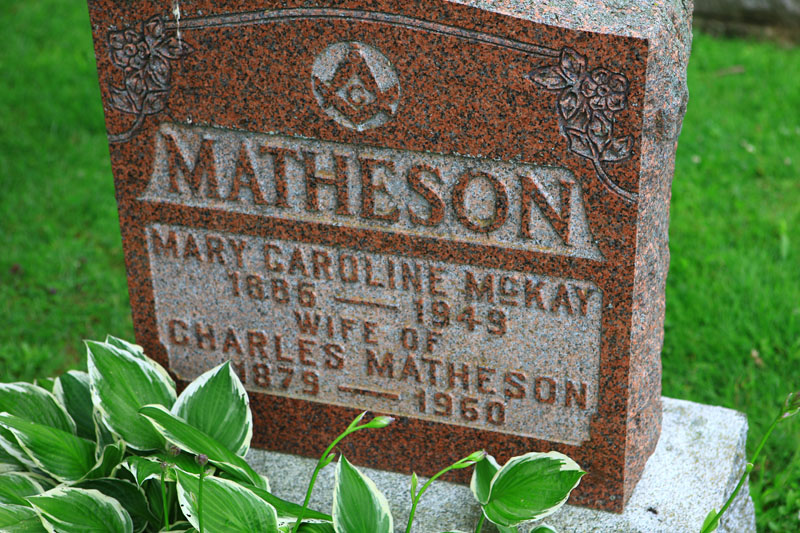 G
MATHESON
MARY CAROLINE McKAY
1886 — 1949
WIFE OF
CHARLES MATHESON
1879 — 1960